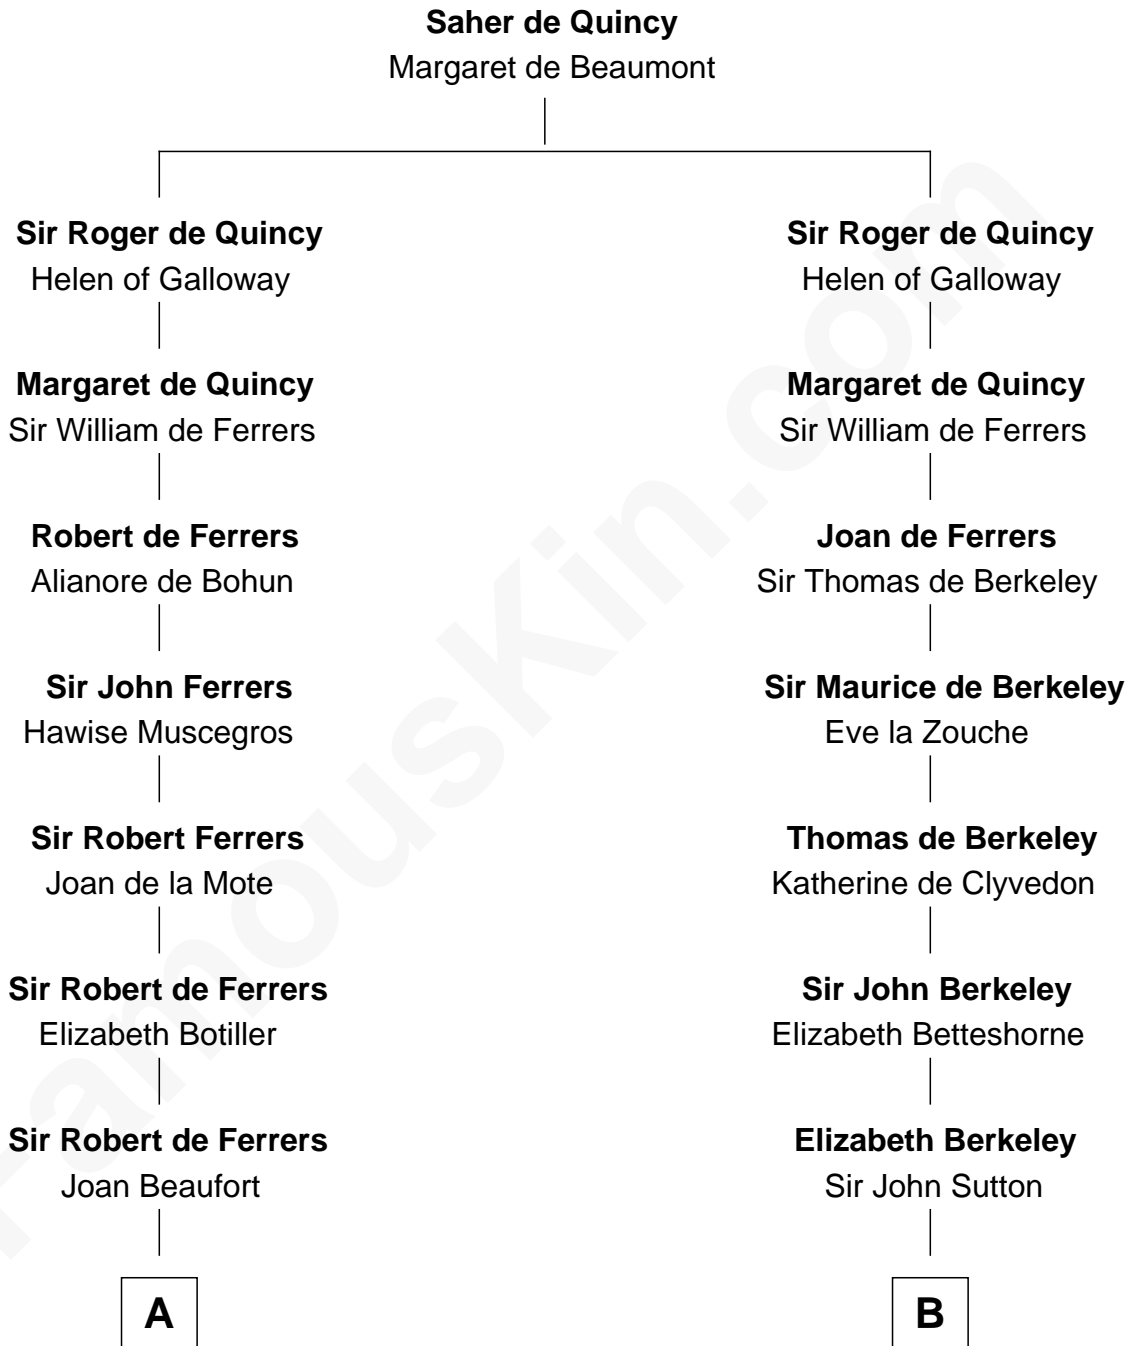 Saher de Quincy
Margaret de Beaumont
Sir Roger de Quincy
Helen of Galloway
Sir Roger de Quincy
Helen of Galloway
Margaret de Quincy
Sir William de Ferrers
Margaret de Quincy
Sir William de Ferrers
Robert de Ferrers
Alianore de Bohun
Joan de Ferrers
Sir Thomas de Berkeley
Sir John Ferrers
Hawise Muscegros
Sir Maurice de Berkeley
Eve la Zouche
Sir Robert Ferrers
Joan de la Mote
Thomas de Berkeley
Katherine de Clyvedon
Sir Robert de Ferrers
Elizabeth Botiller
Sir John Berkeley
Elizabeth Betteshorne
Sir Robert de Ferrers
Joan Beaufort
Elizabeth Berkeley
Sir John Sutton
A
B
FamousKin.com